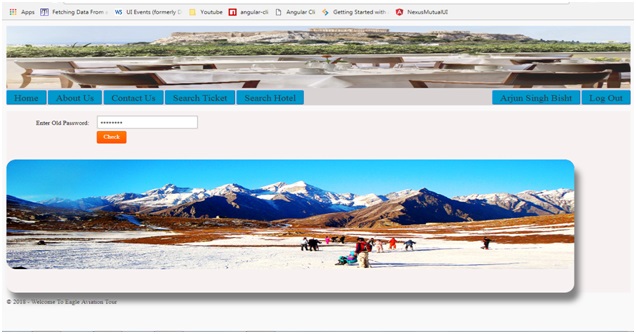 Apps Fetching Data From UI Events (formerly D Youtube angular-cli Angular Cli Getting Started with NexusMutualUI
Home About Us Contact Us Search Ticket Search Hotel Arjun Singh Bisht Log Out
Enter Old Password: ••••••••
Check
© 2018 - Welcome To Eagle Aviation Tour